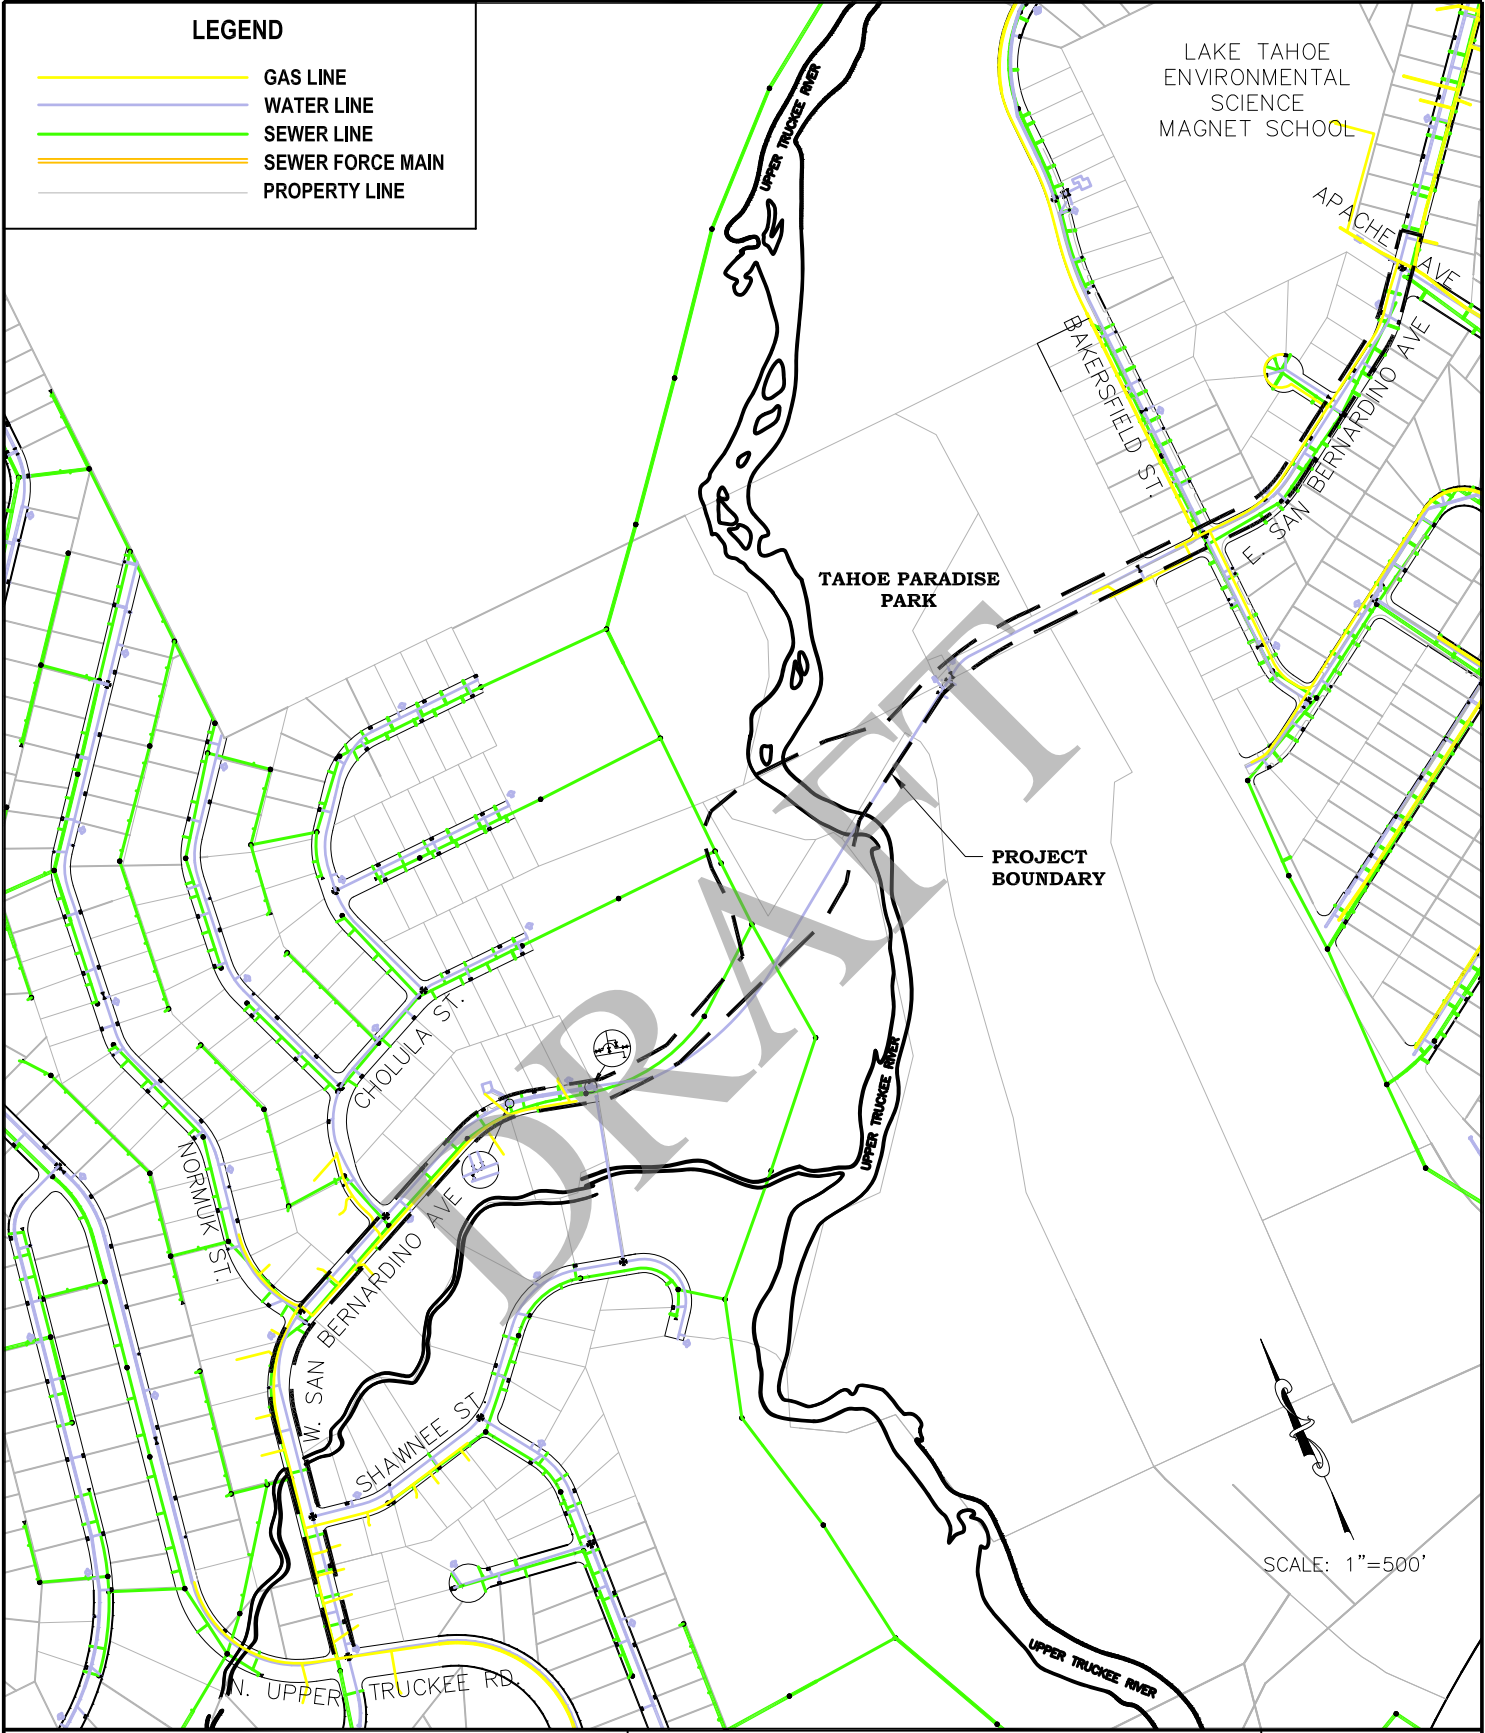 LEGEND
GAS LINE
WATER LINE
SEWER LINE
SEWER FORCE MAIN
PROPERTY LINE
UPPER TRUCKEE RIVER
LAKE TAHOE
ENVIRONMENTAL
SCIENCE
MAGNET SCHOOL
APACHE AVE
BAKERSFIELD ST.
E. SAN BERNARDINO AVE
TAHOE PARADISE
PARK
PROJECT
BOUNDARY
DRAFT
CHOLULA ST.
UPPER TRUCKEE RIVER
NORMUK ST.
W. SAN BERNARDINO AVE
SHAWNEE ST.
SCALE: 1"=500'
UPPER TRUCKEE RIVER
N. UPPER TRUCKEE RD.